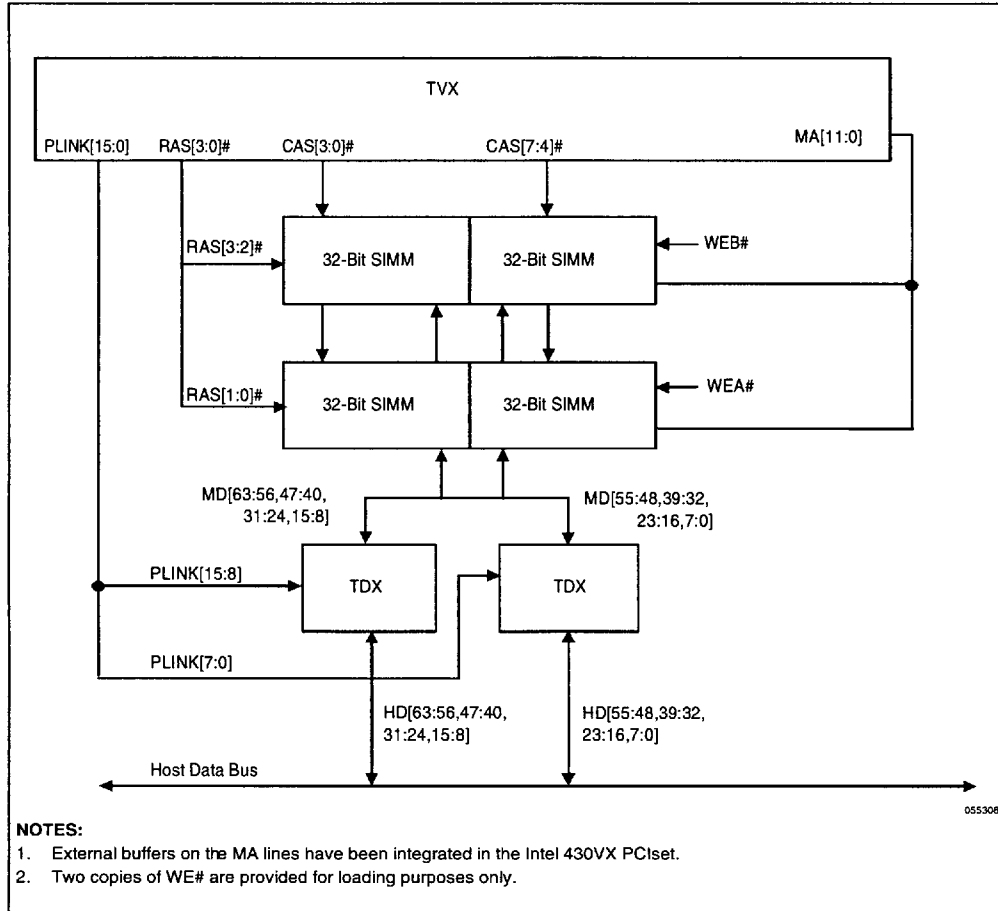 TVX
PLINK[15:0] RAS[3:0]# CAS[3:0]# CAS[7:4]# MA[11:0]
RAS[3:2]#
32-Bit SIMM
32-Bit SIMM
WEB#
RAS[1:0]#
32-Bit SIMM
32-Bit SIMM
WEA#
MD[63:56,47:40,
31:24,15:8]
MD[55:48,39:32,
23:16,7:0]
PLINK[15:8]
TDX
TDX
PLINK[7:0]
HD[63:56,47:40,
31:24,15:8]
HD[55:48,39:32,
23:16,7:0]
Host Data Bus
055308
NOTES:
1. External buffers on the MA lines have been integrated in the Intel 430VX PCIset.
2. Two copies of WE# are provided for loading purposes only.